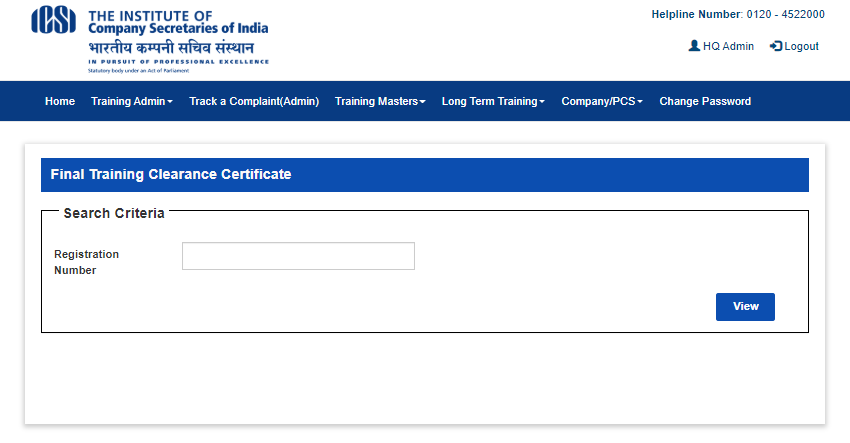 ICSI
THE INSTITUTE OF
Company Secretaries of India
भारतीय कम्पनी सचिव संस्थान
IN PURSUIT OF PROFESSIONAL EXCELLENCE
Statutory body under an Act of Parliament
Helpline Number: 0120 - 4522000
HQ Admin Logout
Home Training Admin Track a Complaint(Admin) Training Masters Long Term Training Company/PCS Change Password
Final Training Clearance Certificate
Search Criteria
Registration
Number
View